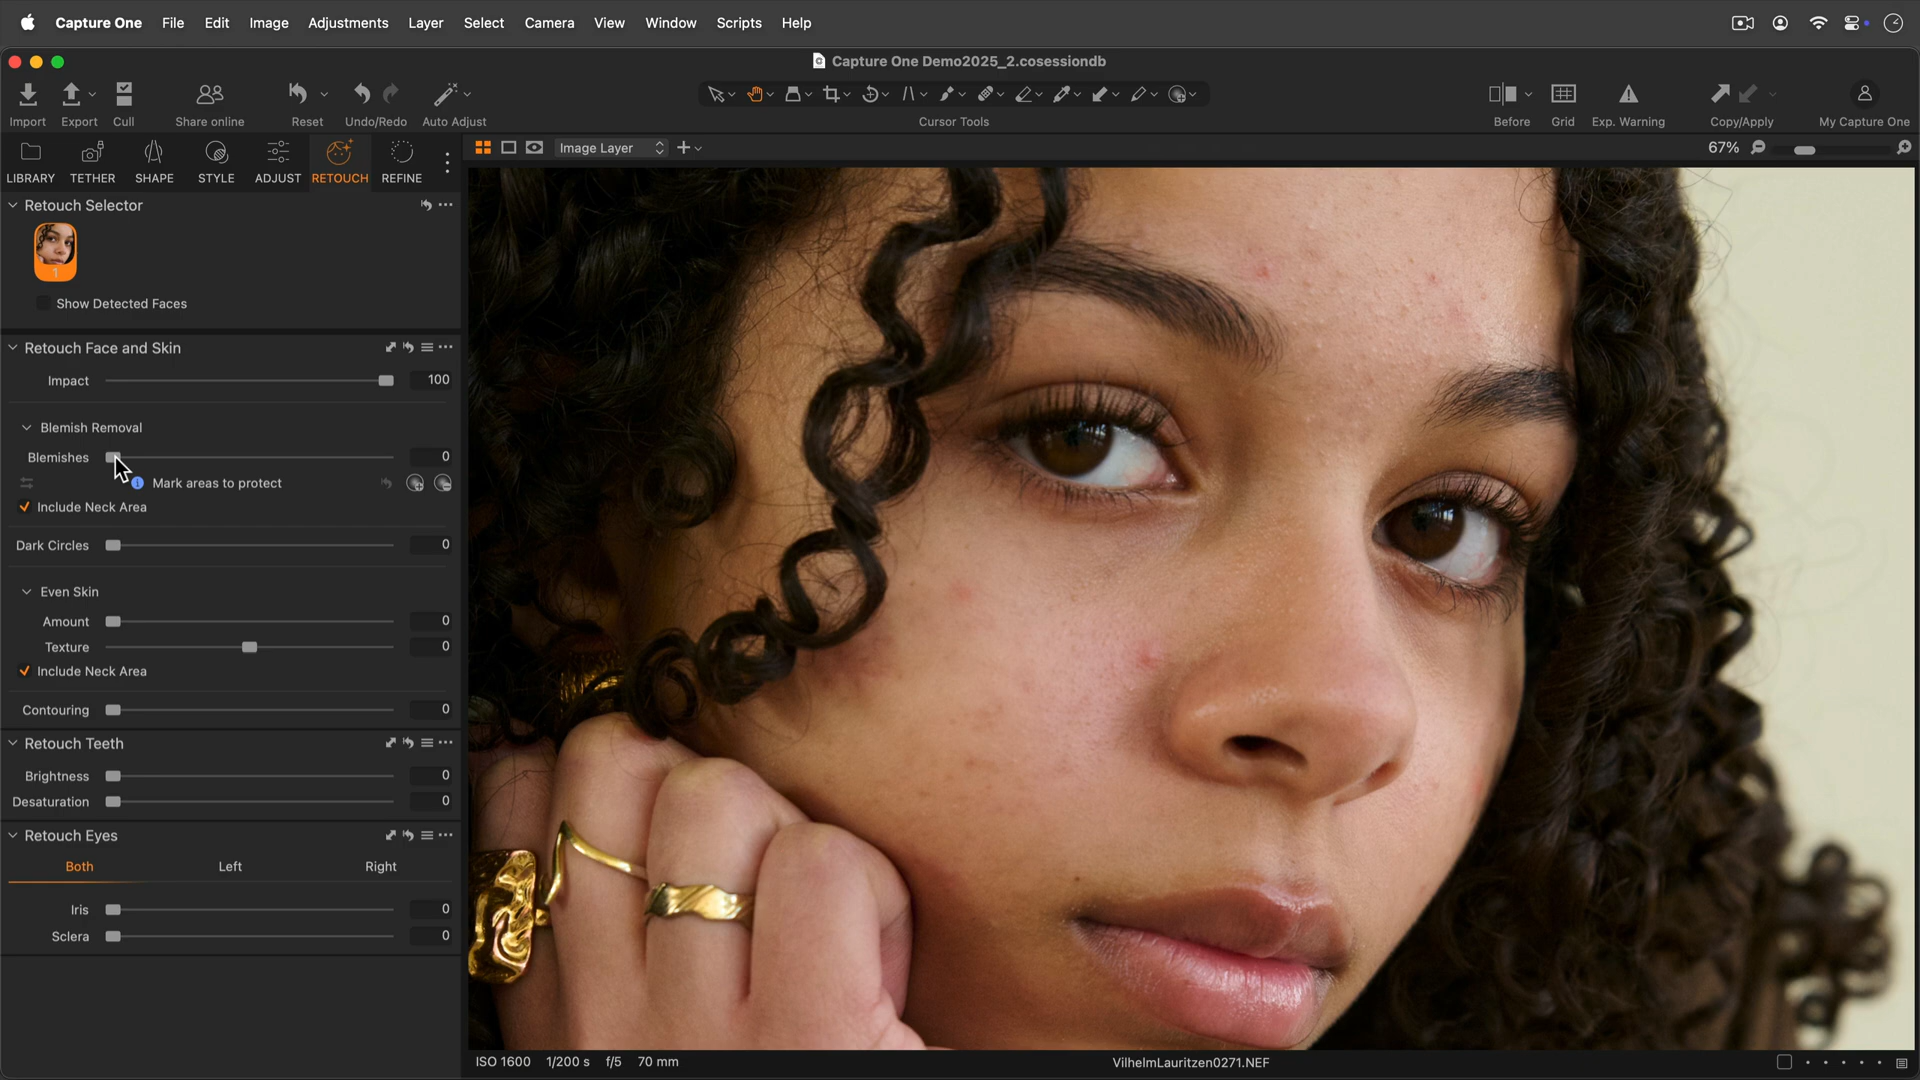 Capture One File Edit Image Adjustments Layer Select Camera View Window Scripts Help
Capture One Demo2025_2.cosessiondb
Import Export Cull Share online Reset Undo/Redo Auto Adjust Cursor Tools Before Grid Exp. Warning Copy/Apply My Capture One
LIBRARY TETHER SHAPE STYLE ADJUST RETOUCH REFINE
Image Layer
67%
Retouch Selector
1
Show Detected Faces
Retouch Face and Skin
Impact 100
Blemish Removal
Blemishes 0
Mark areas to protect
Include Neck Area
Dark Circles 0
Even Skin
Amount 0
Texture 0
Include Neck Area
Contouring 0
Retouch Teeth
Brightness 0
Desaturation 0
Retouch Eyes
Both Left Right
Iris 0
Sclera 0
ISO 1600 1/200 s f/5 70 mm VilhelmLauritzen0271.NEF